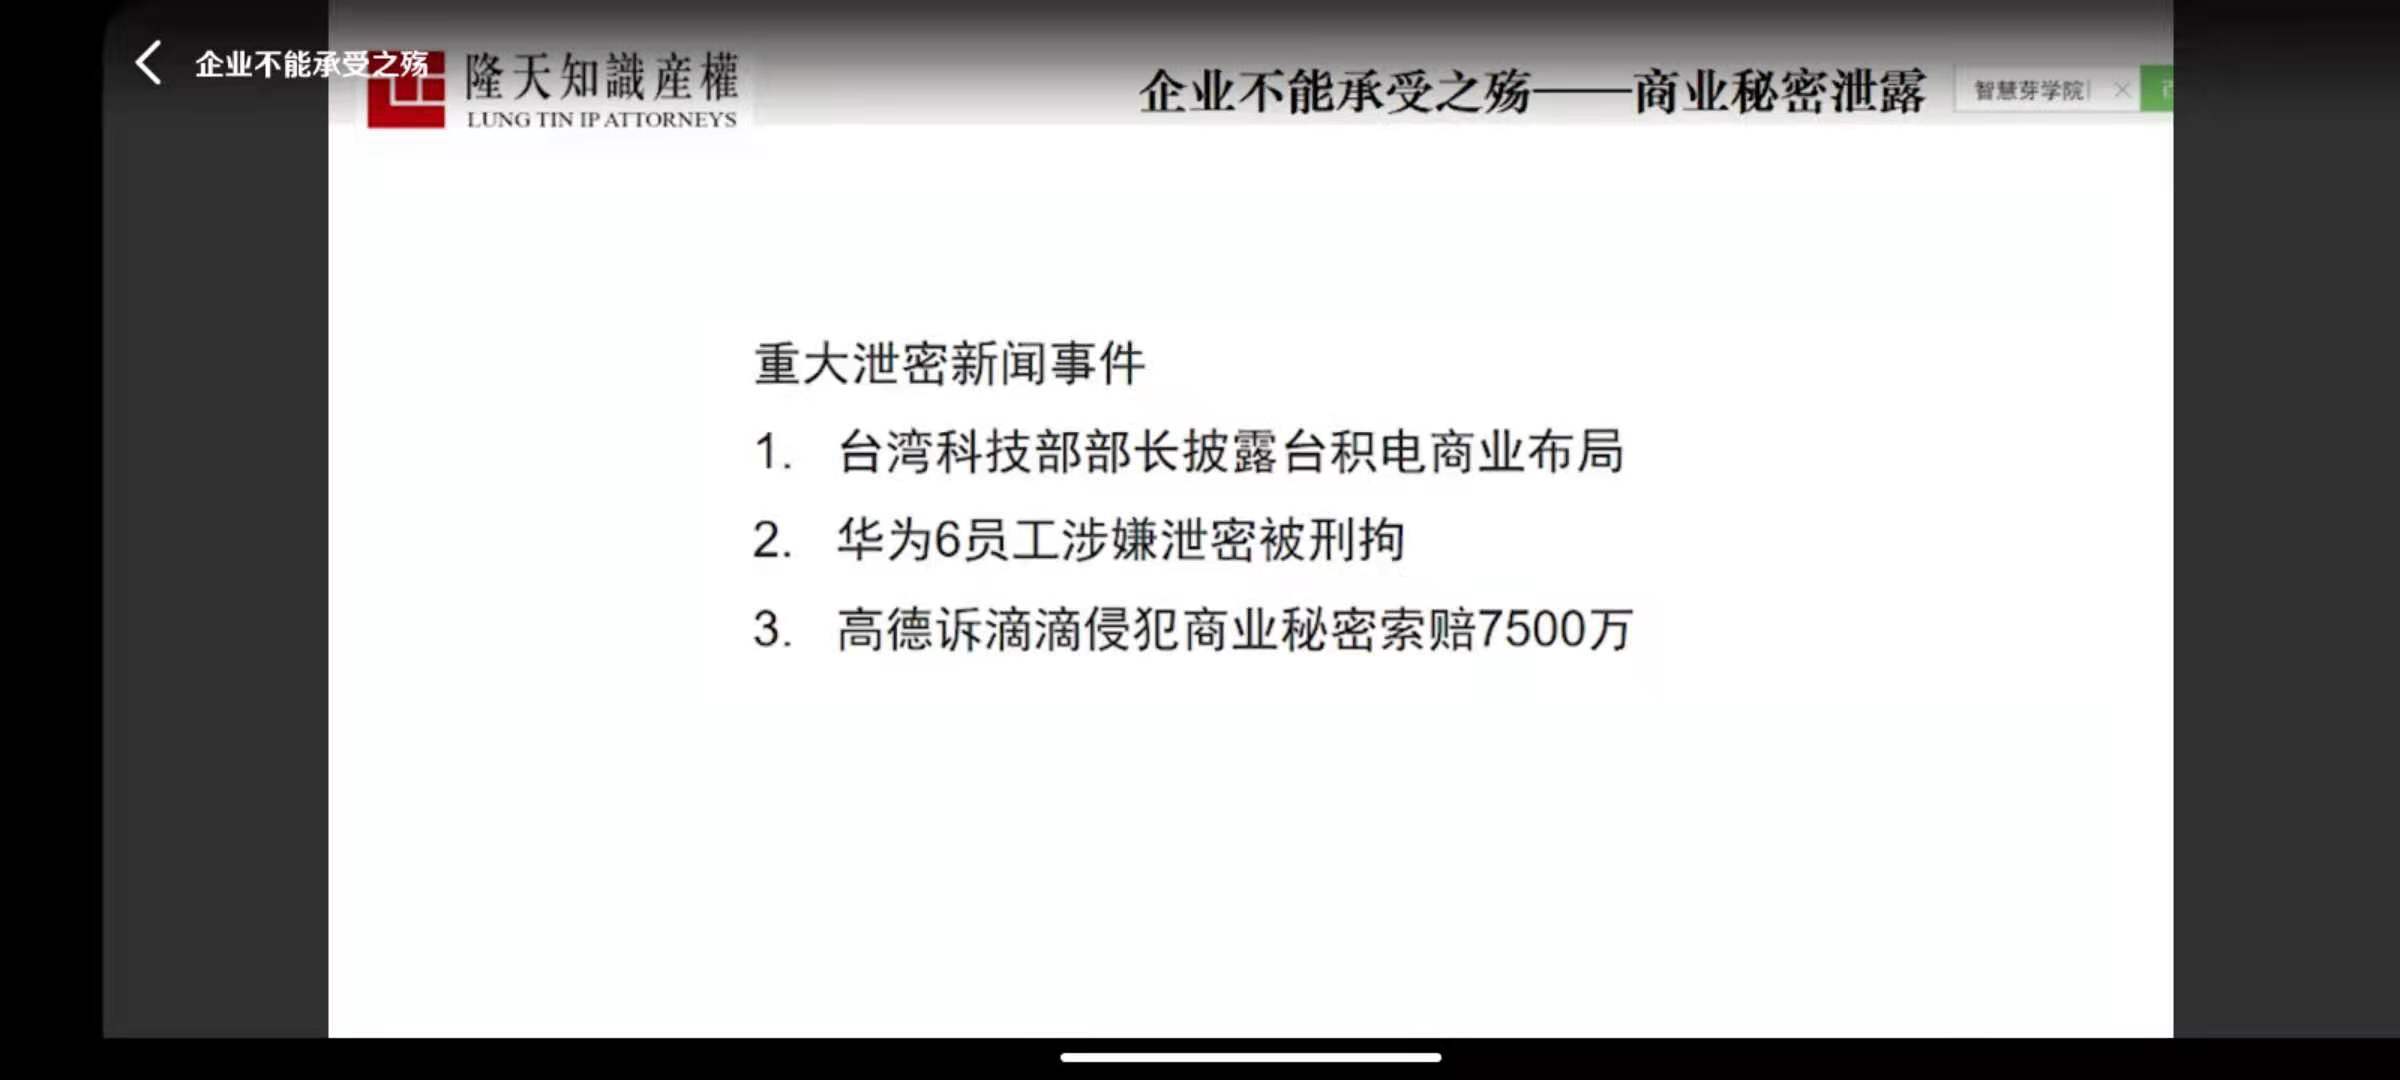 企业不能承受之殇
隆天知識産權
LUNG TIN IP ATTORNEYS
企业不能承受之殇——商业秘密泄露
智慧芽学院
重大泄密新闻事件
1. 台湾科技部部长披露台积电商业布局
2. 华为6员工涉嫌泄密被刑拘
3. 高德诉滴滴侵犯商业秘密索赔7500万